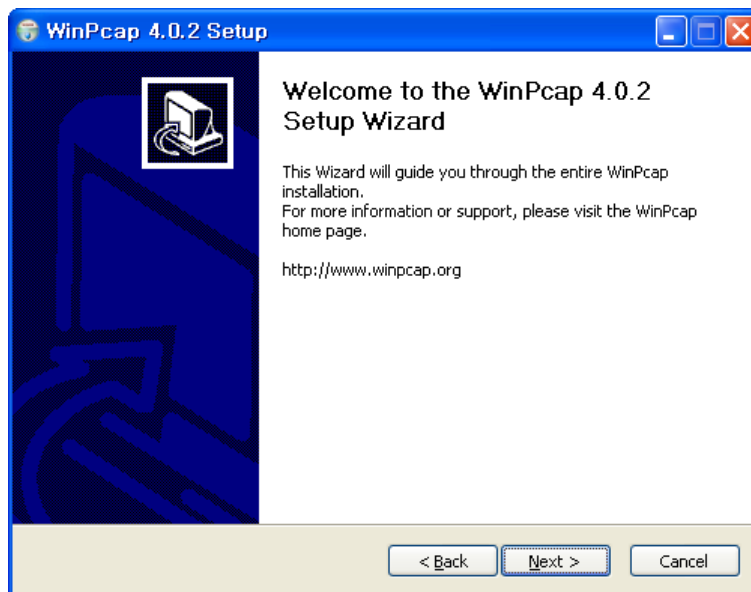 WinPcap 4.0.2 Setup
Welcome to the WinPcap 4.0.2
Setup Wizard
This Wizard will guide you through the entire WinPcap
installation.
For more information or support, please visit the WinPcap
home page.
http://www.winpcap.org
< Back
Next >
Cancel